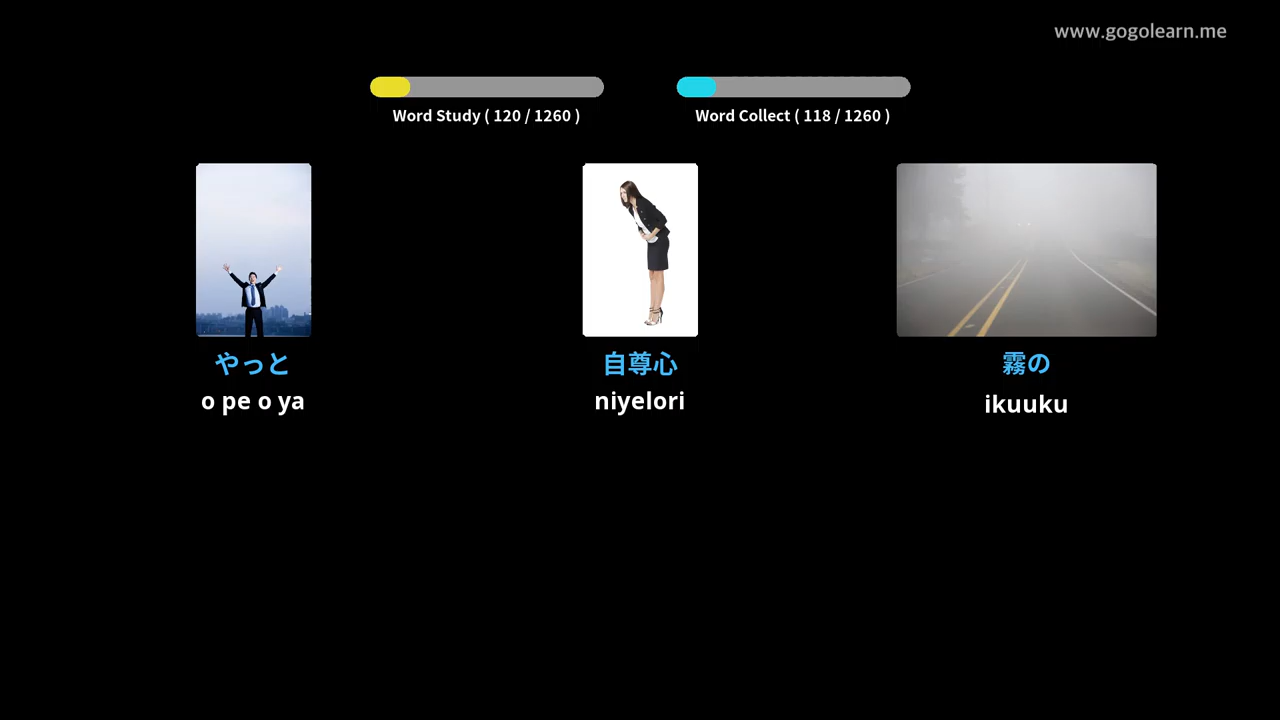 www.gogolearn.me
Word Study ( 120 / 1260 )
Word Collect ( 118 / 1260 )
やっと
o pe o ya
自尊心
niyelori
霧の
ikuuku